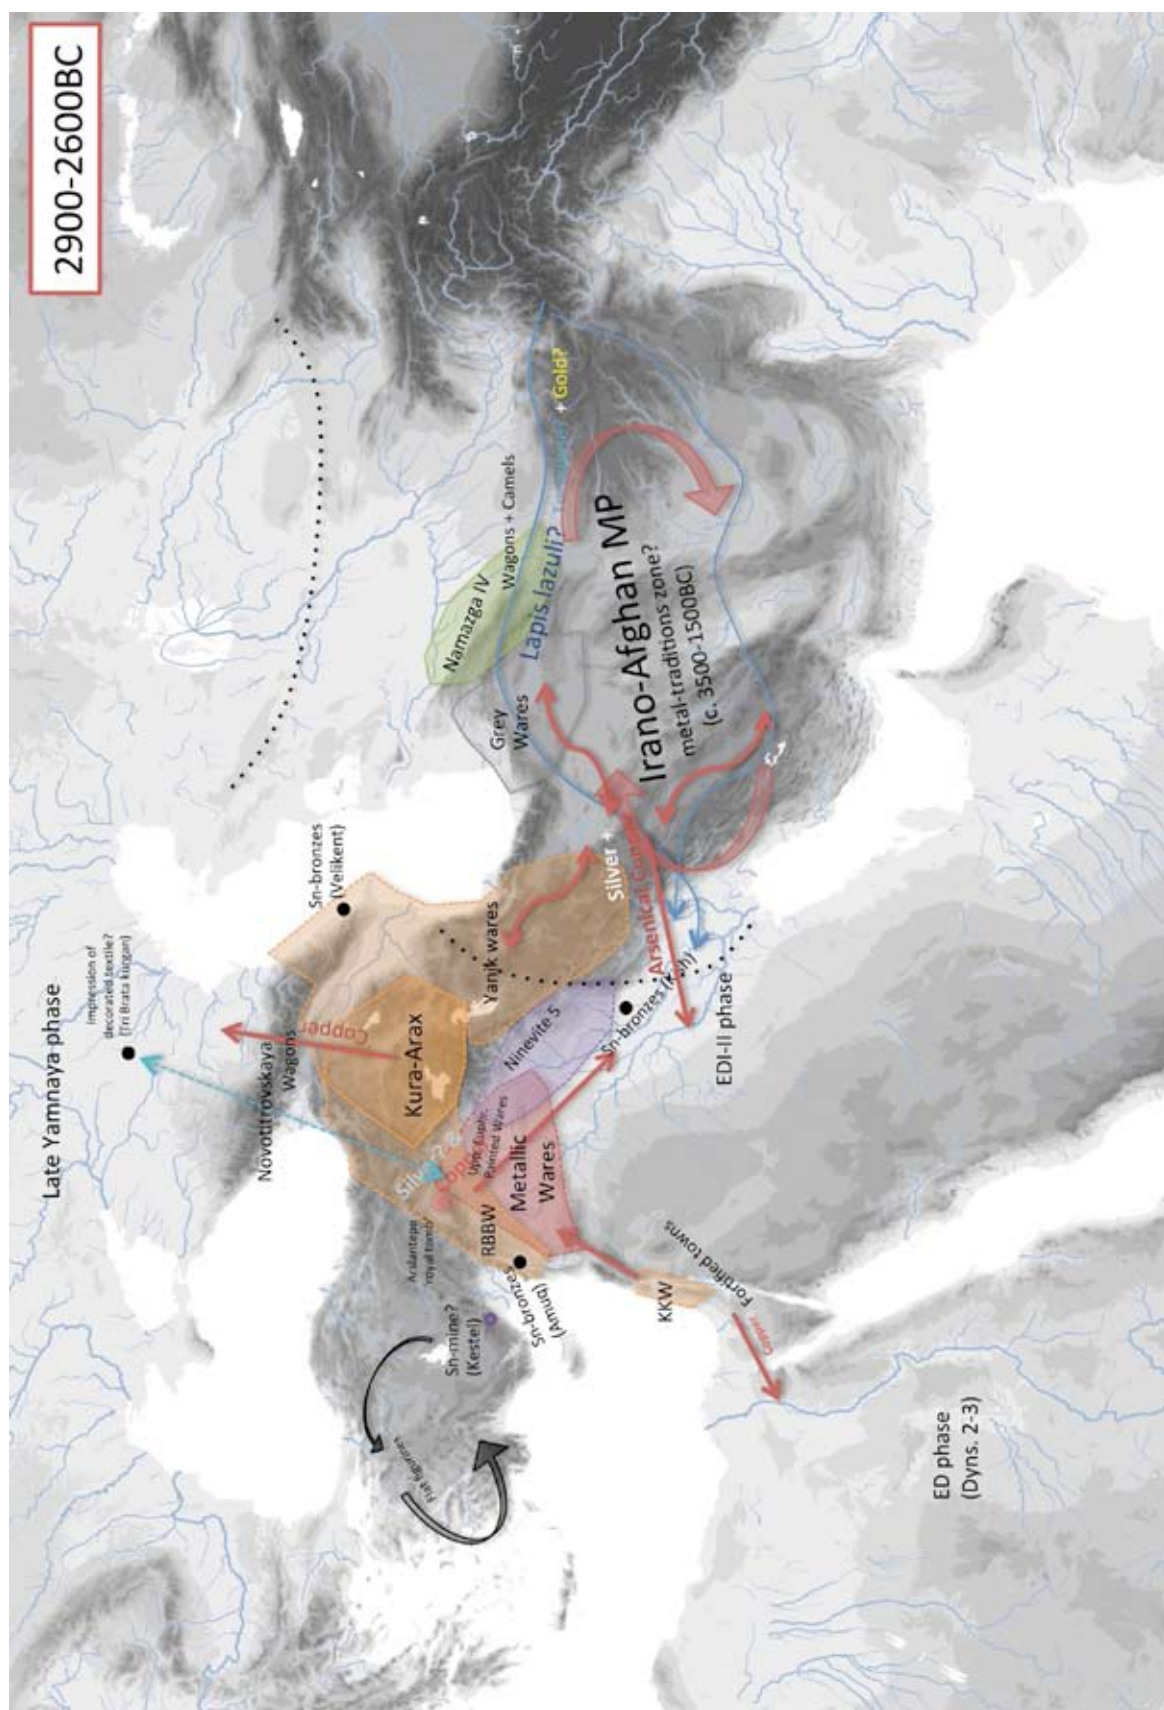 2900-2600BC
Late Yamnaya phase
Impression of
decorated textile?
(Tri Brata kurgan)
Novotitrovskaya
Wagons
Copper
Sn-bronzes
(Velikent)
Kura-Arax
Yanik wares
Grey
Wares
Namazga IV
Wagons + Camels
Lapis lazuli?
+ Gold?
Irano-Afghan MP
metal-traditions zone?
(c. 3500-1500BC)
Silver +
Arsenical
Ninevite 5
Sn-bronzes
EDI-II phase
Upp. Euphr.
Painted Wares
Metallic
Wares
RBBW
Arslantepe
royal tomb
Sn-bronzes
(Amuq)
Sn-mine?
(Kestel)
Flat figurines
KKW
Fortified towns
Copper
ED phase
(Dyns. 2-3)